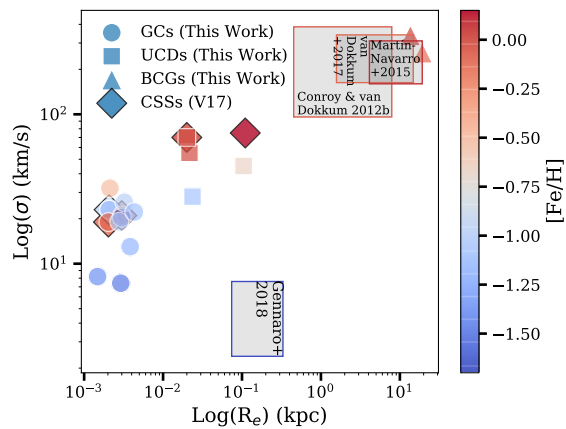 GCs (This Work)
UCDs (This Work)
BCGs (This Work)
CSSs (V17)
van
Dokkum
+2017
Martín-
Navarro
+2015
Conroy & van
Dokkum 2012b
Gennaro+
2018
10²
10¹
Log(σ) (km/s)
10⁻³
10⁻²
10⁻¹
10⁰
10¹
Log(Rₑ) (kpc)
0.00
−0.25
−0.50
−0.75
−1.00
−1.25
−1.50
[Fe/H]